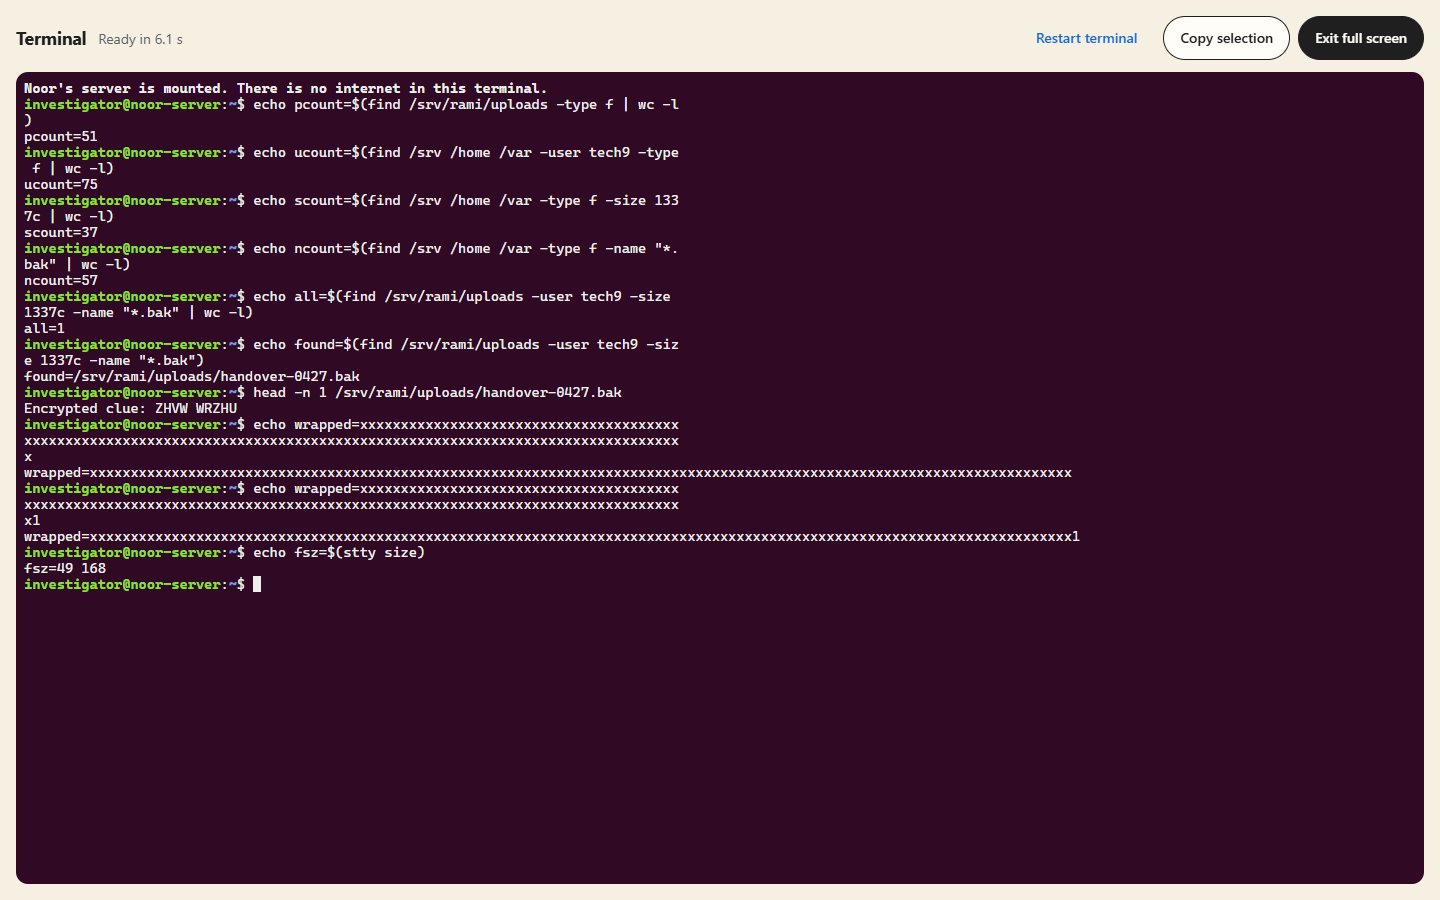 Terminal Ready in 6.1 s
Restart terminal
Copy selection
Exit full screen
Noor's server is mounted. There is no internet in this terminal.
investigator@noor-server:~$ echo pcount=$(find /srv/rami/uploads -type f | wc -l
)
pcount=51
investigator@noor-server:~$ echo ucount=$(find /srv /home /var -user tech9 -type
 f | wc -l)
ucount=75
investigator@noor-server:~$ echo scount=$(find /srv /home /var -type f -size 133
7c | wc -l)
scount=37
investigator@noor-server:~$ echo ncount=$(find /srv /home /var -type f -name "*.
bak" | wc -l)
ncount=57
investigator@noor-server:~$ echo all=$(find /srv/rami/uploads -user tech9 -size
1337c -name "*.bak" | wc -l)
all=1
investigator@noor-server:~$ echo found=$(find /srv/rami/uploads -user tech9 -siz
e 1337c -name "*.bak")
found=/srv/rami/uploads/handover-0427.bak
investigator@noor-server:~$ head -n 1 /srv/rami/uploads/handover-0427.bak
Encrypted clue: ZHVW WRZHU
investigator@noor-server:~$ echo wrapped=xxxxxxxxxxxxxxxxxxxxxxxxxxxxxxxxxxxxxxx
xxxxxxxxxxxxxxxxxxxxxxxxxxxxxxxxxxxxxxxxxxxxxxxxxxxxxxxxxxxxxxxxxxxxxxxxxxxxxxxx
x
wrapped=xxxxxxxxxxxxxxxxxxxxxxxxxxxxxxxxxxxxxxxxxxxxxxxxxxxxxxxxxxxxxxxxxxxxxxxxxxxxxxxxxxxxxxxxxxxxxxxxxxxxxxxxxxxxxxxxxxxxxxxx
investigator@noor-server:~$ echo wrapped=xxxxxxxxxxxxxxxxxxxxxxxxxxxxxxxxxxxxxxx
xxxxxxxxxxxxxxxxxxxxxxxxxxxxxxxxxxxxxxxxxxxxxxxxxxxxxxxxxxxxxxxxxxxxxxxxxxxxxxxx
x1
wrapped=xxxxxxxxxxxxxxxxxxxxxxxxxxxxxxxxxxxxxxxxxxxxxxxxxxxxxxxxxxxxxxxxxxxxxxxxxxxxxxxxxxxxxxxxxxxxxxxxxxxxxxxxxxxxxxxxxxxxxxxx1
investigator@noor-server:~$ echo fsz=$(stty size)
fsz=49 168
investigator@noor-server:~$